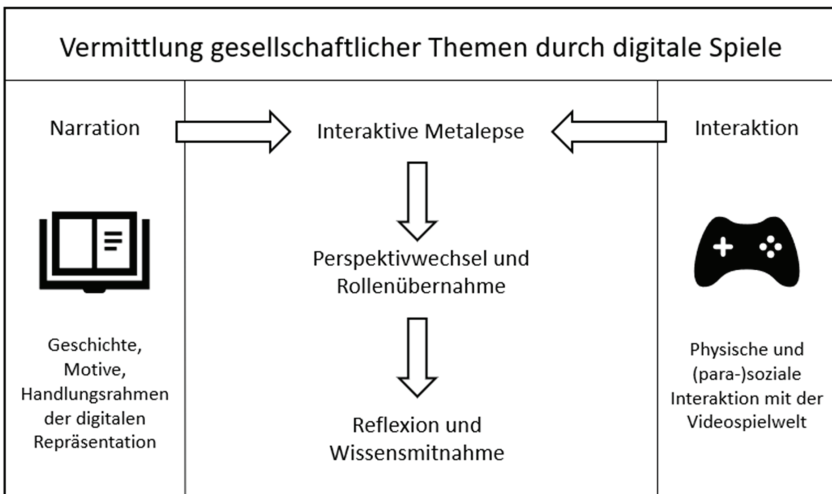 Vermittlung gesellschaftlicher Themen durch digitale Spiele
Narration
Geschichte,
Motive,
Handlungsrahmen
der digitalen
Repräsentation
Interaktive Metalepse
Perspektivwechsel und
Rollenübernahme
Reflexion und
Wissensmitnahme
Interaktion
Physische und
(para-)soziale
Interaktion mit der
Videospielwelt